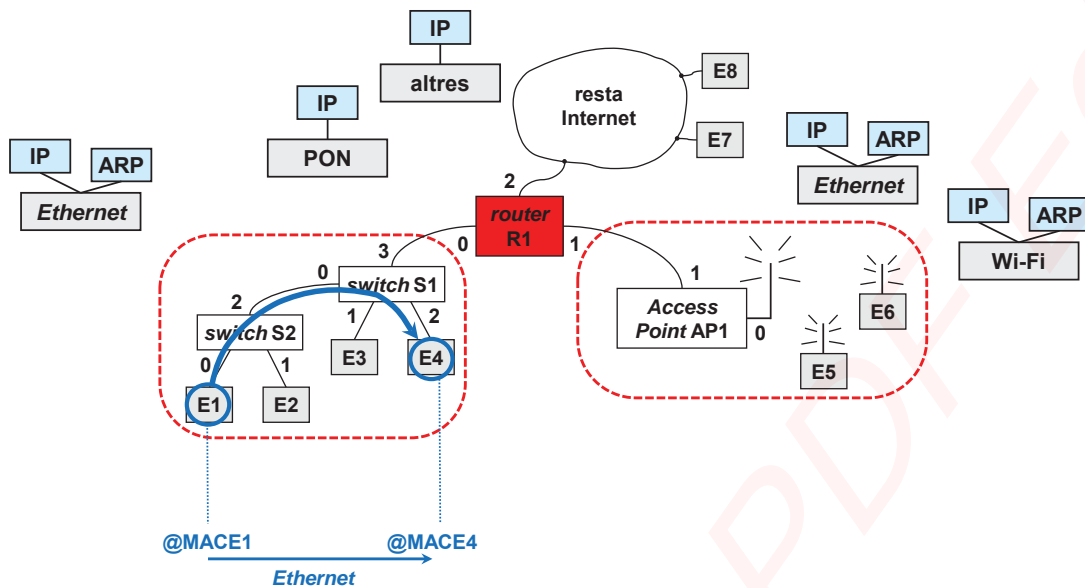 IP
altres
IP
PON
IP
ARP
Ethernet
resta
Internet
E8
E7
IP
ARP
Ethernet
IP
ARP
Wi-Fi
2
router
R1
0
1
3
0
switch S1
2
1
2
switch S2
0
1
E3
E4
E1
E2
1
Access
Point AP1
0
E6
E5
@MACE1
@MACE4
Ethernet
PDF